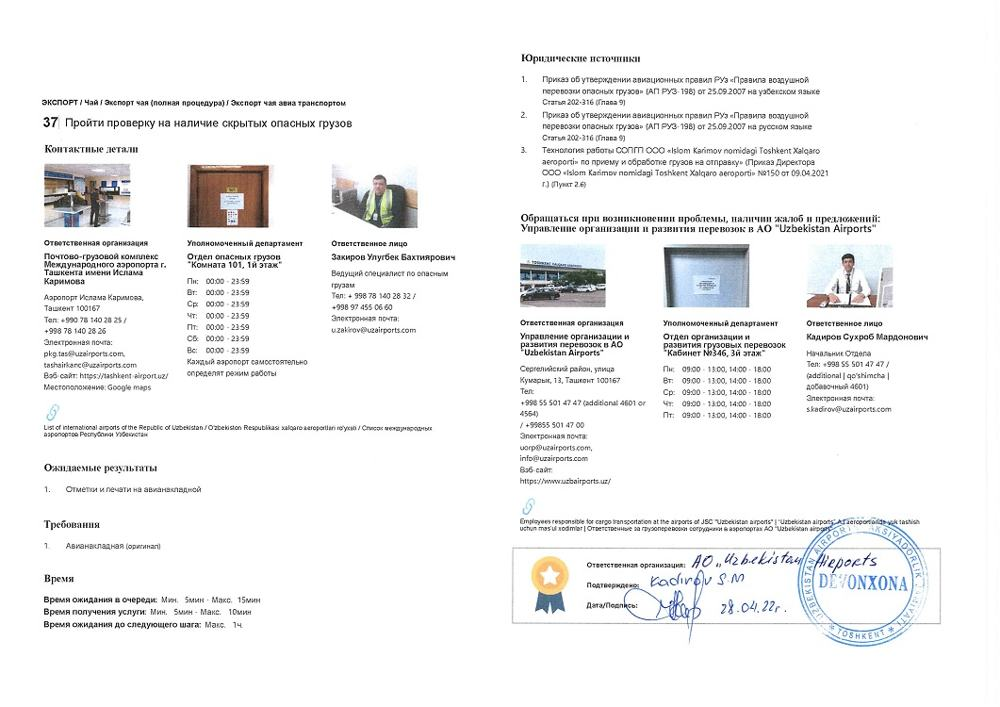 ЭКСПОРТ / Чай / Экспорт чая (полная процедура) / Экспорт чая авиа транспортом
37 Пройти проверку на наличие скрытых опасных грузов
Контактные детали
Ответственная организация
Почтово-грузовой комплекс
Международного аэропорта г.
Ташкента имени Ислама
Каримова
Аэропорт Ислама Каримова,
Ташкент 100167
Тел: +990 78 140 28 25 /
+998 78 140 28 26
Электронная почта:
pkg.tas@uzairports.com,
tashairkanc@uzairports.com
Вэб-сайт: https://tashkent-airport.uz/
Местоположение: Google maps
Уполномоченный департамент
Отдел опасных грузов
"Комната 101, 1й этаж"
Пн: 00:00 - 23:59
Вт: 00:00 - 23:59
Ср: 00:00 - 23:59
Чт: 00:00 - 23:59
Пт: 00:00 - 23:59
Сб: 00:00 - 23:59
Вс: 00:00 - 23:59
Каждый аэропорт самостоятельно
определят режим работы
Ответственное лицо
Закиров Улугбек Бахтиярович
Ведущий специалист по опасным
грузам
Тел: + 998 78 140 28 32 /
+998 97 455 06 60
Электронная почта:
u.zakirov@uzairports.com
List of international airports of the Republic of Uzbekistan / O'zbekiston Respublikasi xalqaro aeroportlari ro'yxati / Список международных
аэропортов Республики Узбекистан
Ожидаемые результаты
1. Отметки и печати на авианакладной
Требования
1. Авианакладная (оригинал)
Время
Время ожидания в очереди: Мин. 5мин - Макс. 15мин
Время получения услуги: Мин. 5мин - Макс. 10мин
Время ожидания до следующего шага: Макс. 1ч.
Юридические источники
1. Приказ об утверждении авиационных правил РУз «Правила воздушной
перевозки опасных грузов» (АП РУЗ-198) от 25.09.2007 на узбекском языке
Статья 202-316 (Глава 9)
2. Приказ об утверждении авиационных правил РУз «Правила воздушной
перевозки опасных грузов» (АП РУЗ-198) от 25.09.2007 на русском языке
Статья 202-316 (Глава 9)
3. Технология работы СОПГП ООО «Islom Karimov nomidagi Toshkent Xalqaro
aeroporti» по приему и обработке грузов на отправку» (Приказ Директора
ООО «Islom Karimov nomidagi Toshkent Xalqaro aeroporti» №150 от 09.04.2021
г.) (Пункт 2.6)
Обращаться при возникновении проблемы, наличии жалоб и предложений:
Управление организации и развития перевозок в АО "Uzbekistan Airports"
Ответственная организация
Управление организации и
развития перевозок в АО
"Uzbekistan Airports"
Сергелийский район, улица
Кумарык, 13, Ташкент 100167
Тел:
+998 55 501 47 47 (additional 4601 or
4564)
/ +99855 501 47 00
Электронная почта:
uorp@uzairports.com,
info@uzairports.com
Вэб-сайт:
https://www.uzbairports.uz/
Уполномоченный департамент
Отдел организации и
развития грузовых перевозок
"Кабинет №346, 3й этаж"
Пн: 09:00 - 13:00, 14:00 - 18:00
Вт: 09:00 - 13:00, 14:00 - 18:00
Ср: 09:00 - 13:00, 14:00 - 18:00
Чт: 09:00 - 13:00, 14:00 - 18:00
Пт: 09:00 - 13:00, 14:00 - 18:00
Ответственное лицо
Кадиров Сухроб Мардонович
Начальник Отдела
Тел: +998 55 501 47 47 /
(additional | qo'shimcha |
добавочный 4601)
Электронная почта:
s.kadirov@uzairports.com
Employees responsible for cargo transportation at the airports of JSC "Uzbekistan airports" | "Uzbekistan airports" AJ aeroportlarida yuk tashish
uchun mas'ul xodimlar | Ответственные за грузоперевозки сотрудники в аэропортах АО "Uzbekistan airports"
Ответственная организация: АО „Uzbekistan Airports
Подтверждено: Kadirov S.M
Дата/Подпись: 28.04.22г.
DEVONXONA
UZBEKISTAN AIRPORTS AKSIYADORLIK JAMIYATI
* TOSHKENT *